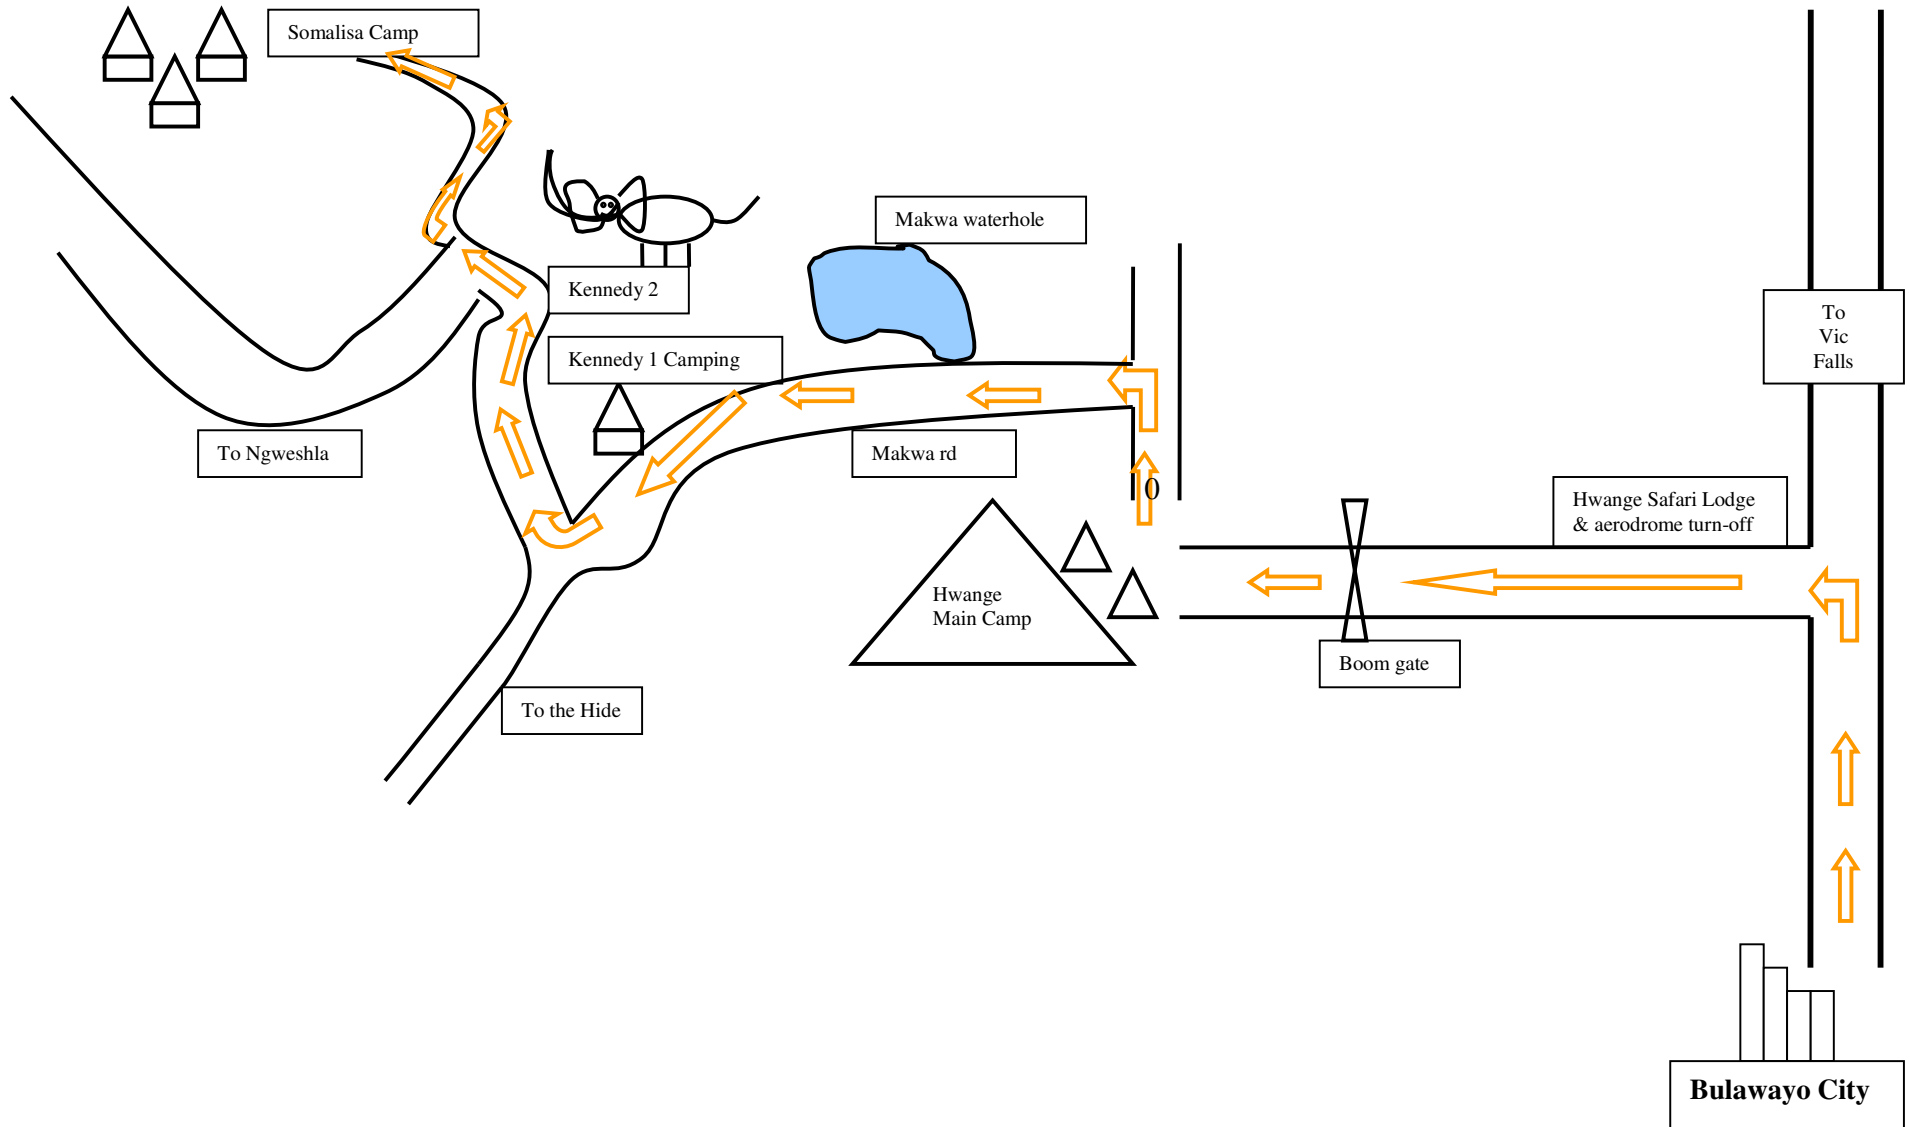 Somalisa Camp
Makwa waterhole
Kennedy 2
To
Vic
Falls
Kennedy 1 Camping
To Ngweshla
Makwa rd
0
Hwange Safari Lodge
& aerodrome turn-off
Hwange
Main Camp
Boom gate
To the Hide
Bulawayo City